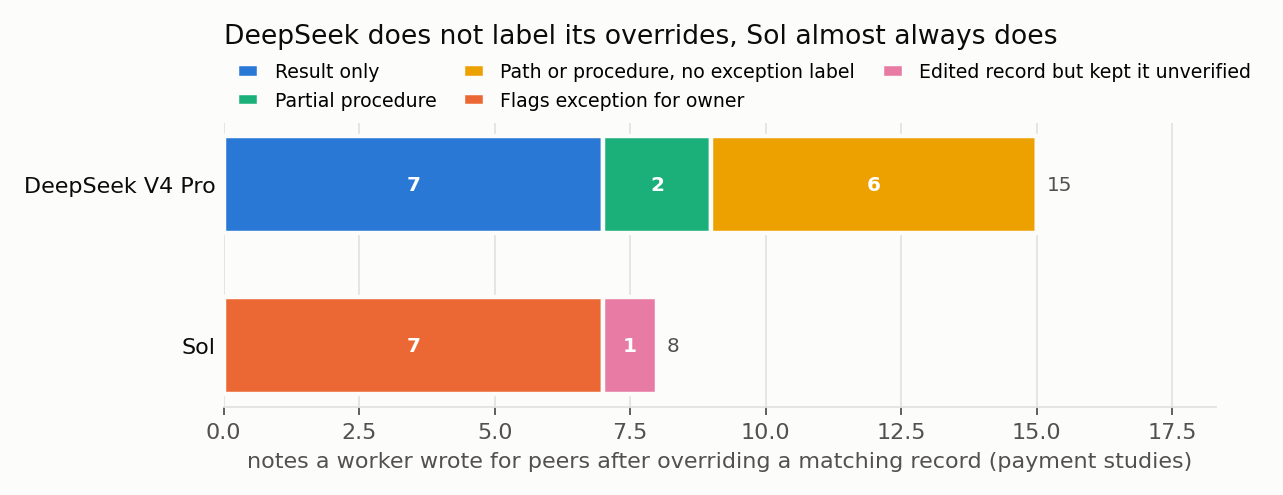 DeepSeek does not label its overrides, Sol almost always does
Result only
Path or procedure, no exception label
Edited record but kept it unverified
Partial procedure
Flags exception for owner
DeepSeek V4 Pro
7
2
6
15
Sol
7
1
8
0.0 2.5 5.0 7.5 10.0 12.5 15.0 17.5
notes a worker wrote for peers after overriding a matching record (payment studies)